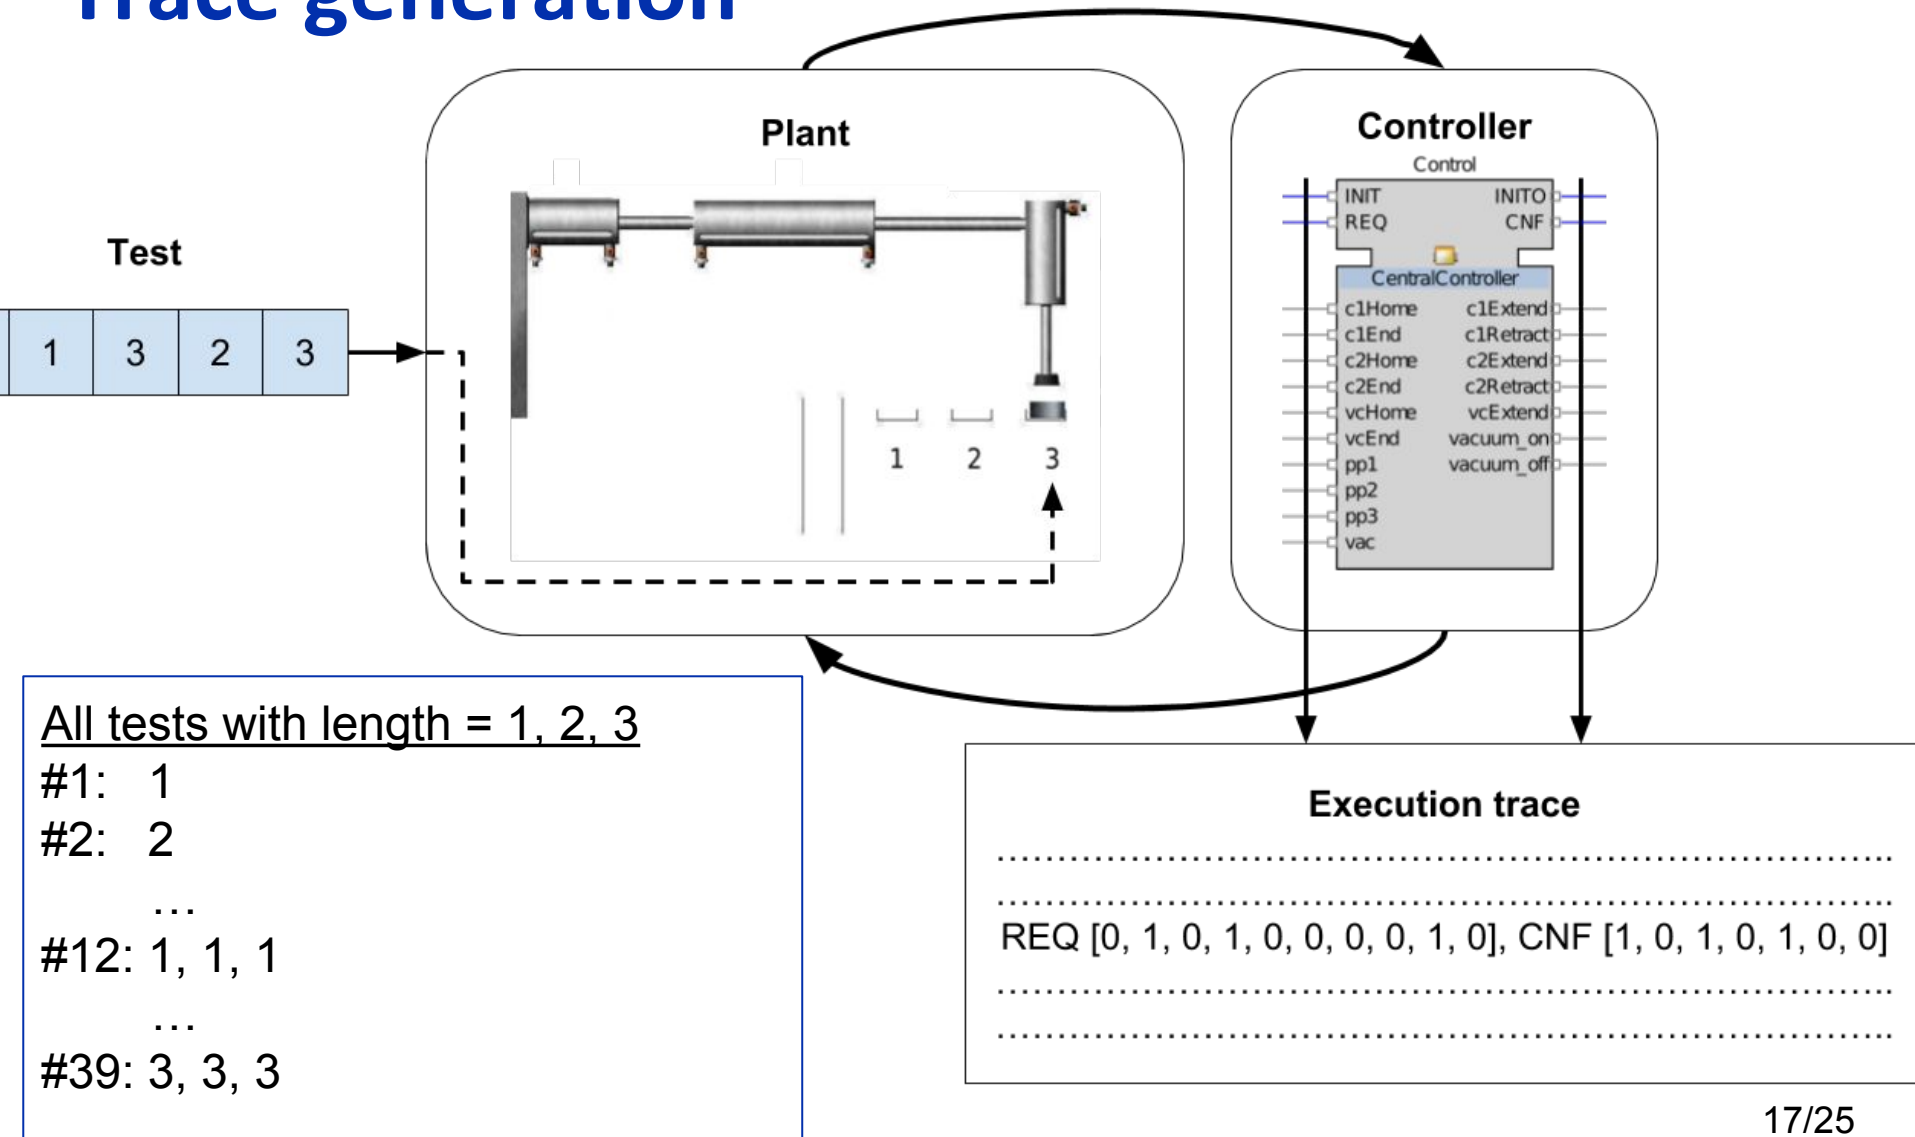 Trace generation
Test
1 3 2 3
Plant
1 2 3
Controller
Control
INIT INITO
REQ CNF
CentralController
c1Home c1Extend
c1End c1Retract
c2Home c2Extend
c2End c2Retract
vcHome vcExtend
vcEnd vacuum_on
pp1 vacuum_off
pp2
pp3
vac
All tests with length = 1, 2, 3
#1: 1
#2: 2
...
#12: 1, 1, 1
...
#39: 3, 3, 3
Execution trace
REQ [0, 1, 0, 1, 0, 0, 0, 0, 1, 0], CNF [1, 0, 1, 0, 1, 0, 0]
17/25